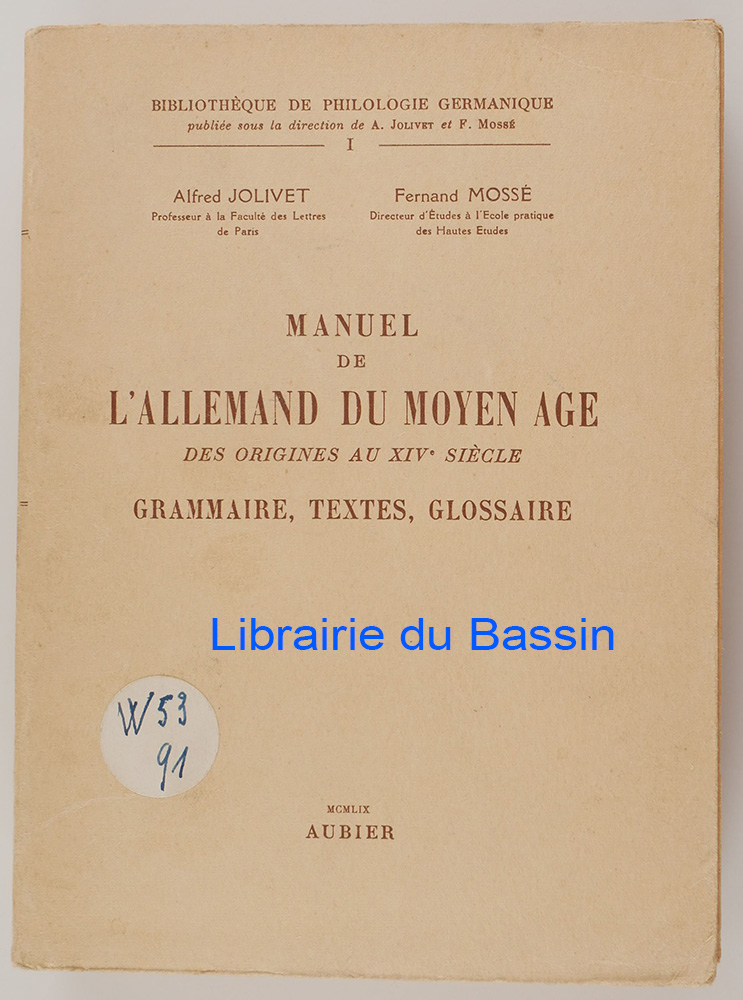 BIBLIOTHÈQUE DE PHILOLOGIE GERMANIQUE
publiée sous la direction de A. JOLIVET et F. MOSSÉ
I
Alfred JOLIVET
Professeur à la Faculté des Lettres
de Paris
Fernand MOSSÉ
Directeur d'Études à l'Ecole pratique
des Hautes Etudes
MANUEL
DE
L'ALLEMAND DU MOYEN AGE
DES ORIGINES AU XIVe SIÈCLE
GRAMMAIRE, TEXTES, GLOSSAIRE
Librairie du Bassin
W53
91
MCMLIX
AUBIER